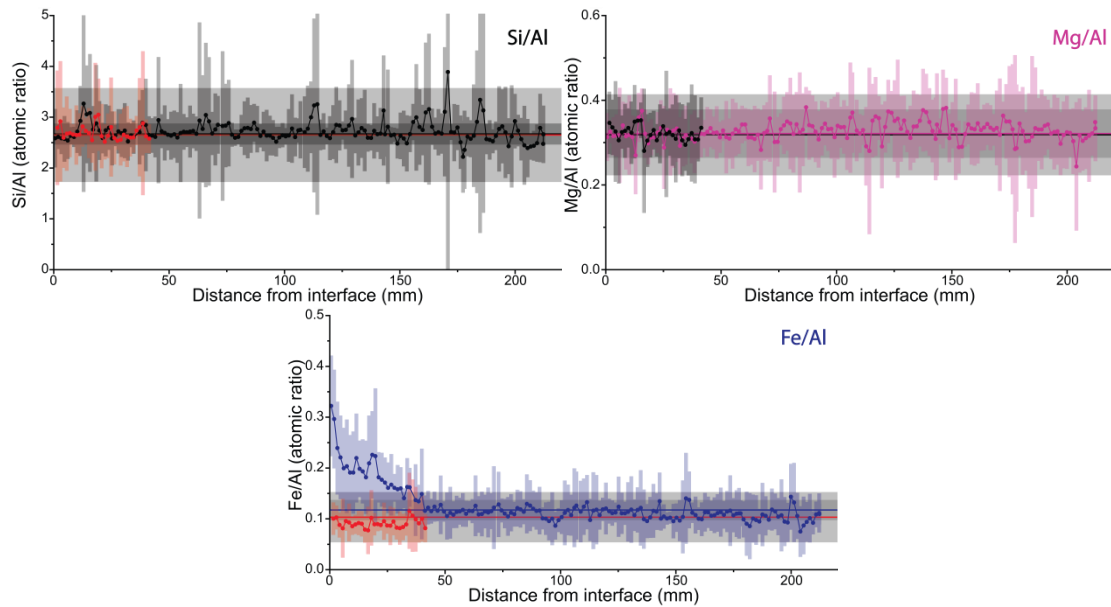 Si/Al
Si/Al (atomic ratio)
5
4
3
2
1
0
0 50 100 150 200
Distance from interface (mm)
Mg/Al
Mg/Al (atomic ratio)
0.6
0.4
0.2
0.0
0 50 100 150 200
Distance from interface (mm)
Fe/Al
Fe/Al (atomic ratio)
0.5
0.4
0.3
0.2
0.1
0.0
0 50 100 150 200
Distance from interface (mm)